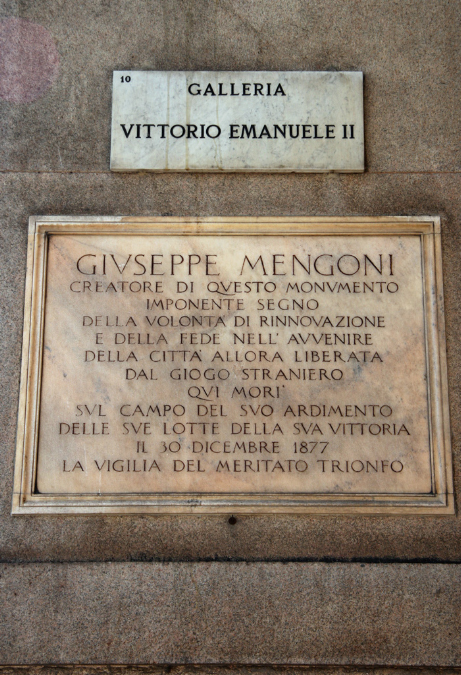 10
GALLERIA
VITTORIO EMANUELE II
GIVSEPPE MENGONI
CREATORE DI QVESTO MONVMENTO
IMPONENTE SEGNO
DELLA VOLONTA' DI RINNOVAZIONE
E DELLA FEDE NELL' AVVENIRE
DELLA CITTA' ALLORA LIBERATA
DAL GIOGO STRANIERO
QVI MORI'
SVL CAMPO DEL SVO ARDIMENTO
DELLE SVE LOTTE DELLA SVA VITTORIA
IL 30 DICEMBRE 1877
LA VIGILIA DEL MERITATO TRIONFO